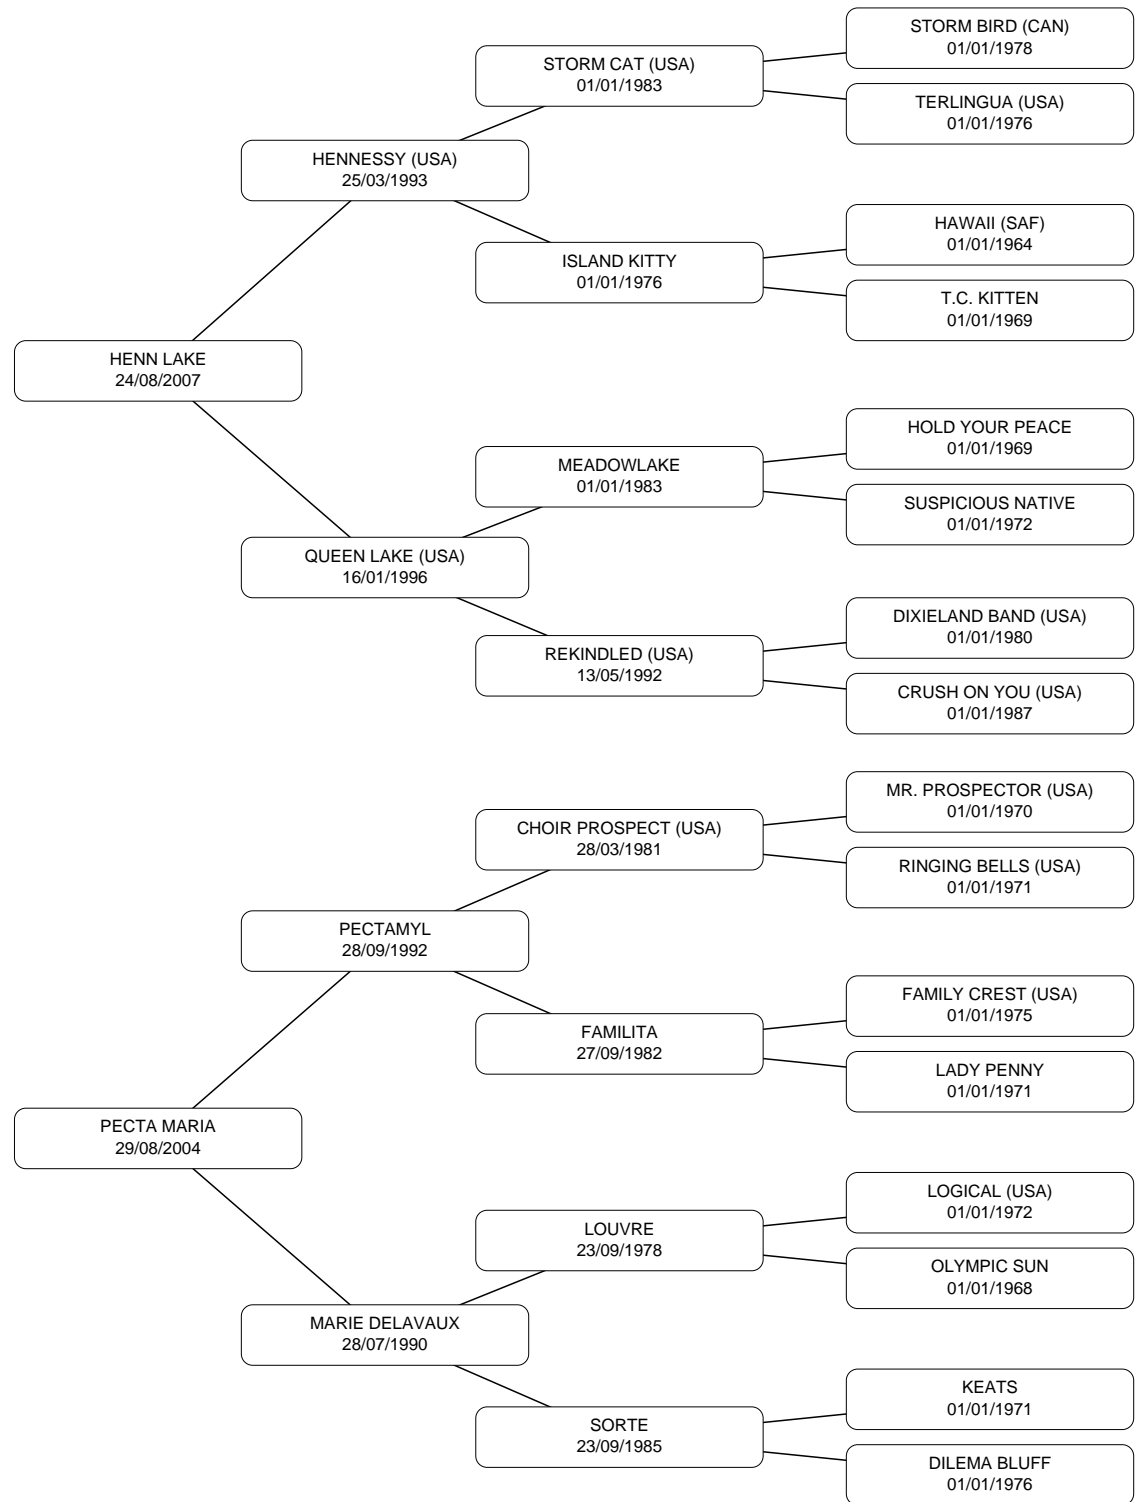 STORM BIRD (CAN)
01/01/1978
STORM CAT (USA)
01/01/1983
TERLINGUA (USA)
01/01/1976
HENNESSY (USA)
25/03/1993
HAWAII (SAF)
01/01/1964
ISLAND KITTY
01/01/1976
T.C. KITTEN
01/01/1969
HENN LAKE
24/08/2007
HOLD YOUR PEACE
01/01/1969
MEADOWLAKE
01/01/1983
SUSPICIOUS NATIVE
01/01/1972
QUEEN LAKE (USA)
16/01/1996
DIXIELAND BAND (USA)
01/01/1980
REKINDLED (USA)
13/05/1992
CRUSH ON YOU (USA)
01/01/1987
MR. PROSPECTOR (USA)
01/01/1970
CHOIR PROSPECT (USA)
28/03/1981
RINGING BELLS (USA)
01/01/1971
PECTAMYL
28/09/1992
FAMILY CREST (USA)
01/01/1975
FAMILITA
27/09/1982
LADY PENNY
01/01/1971
PECTA MARIA
29/08/2004
LOGICAL (USA)
01/01/1972
LOUVRE
23/09/1978
OLYMPIC SUN
01/01/1968
MARIE DELAVAUX
28/07/1990
KEATS
01/01/1971
SORTE
23/09/1985
DILEMA BLUFF
01/01/1976